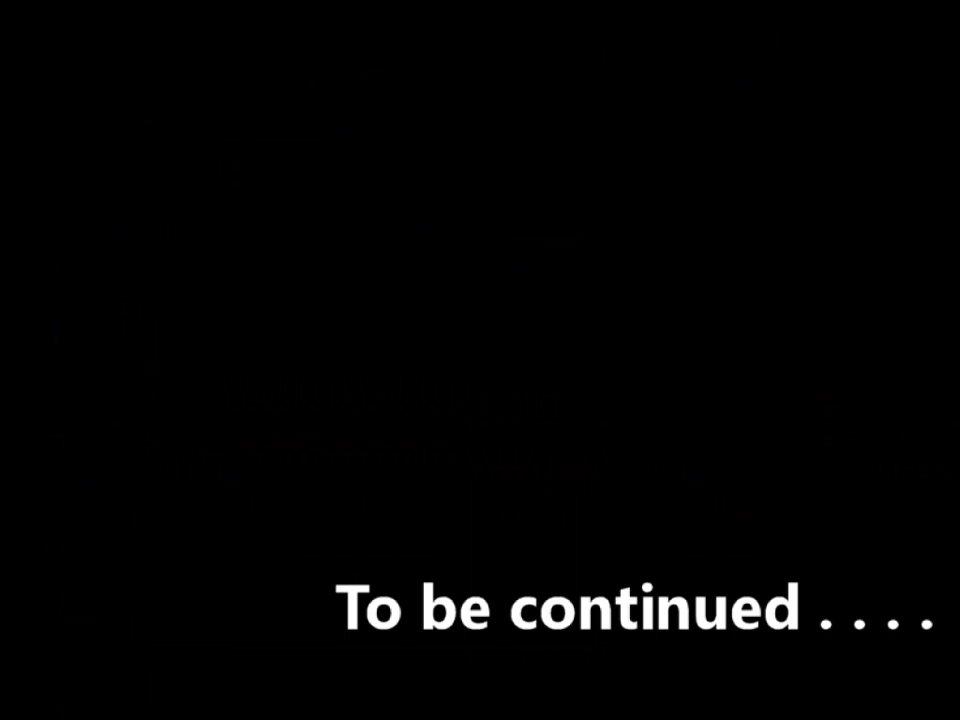 To be continued . . . .